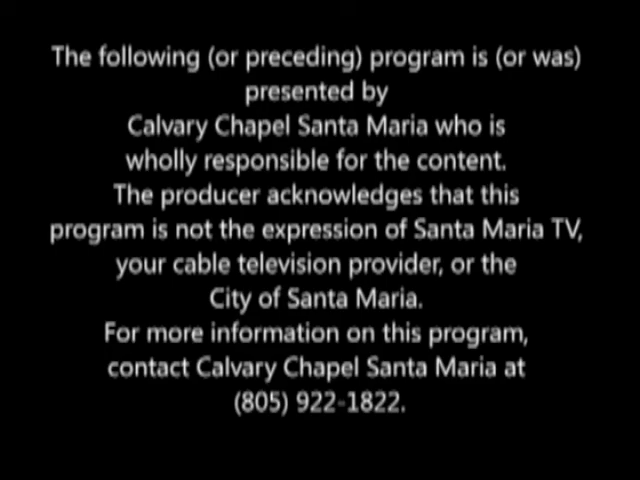 The following (or preceding) program is (or was)
presented by
Calvary Chapel Santa Maria who is
wholly responsible for the content.
The producer acknowledges that this
program is not the expression of Santa Maria TV,
your cable television provider, or the
City of Santa Maria.
For more information on this program,
contact Calvary Chapel Santa Maria at
(805) 922-1822.